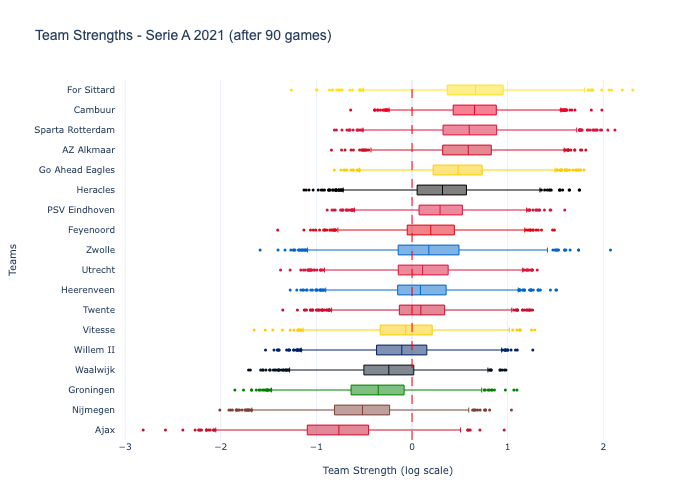 Team Strengths - Serie A 2021 (after 90 games)
For Sittard
Cambuur
Sparta Rotterdam
AZ Alkmaar
Go Ahead Eagles
Heracles
PSV Eindhoven
Feyenoord
Zwolle
Utrecht
Heerenveen
Twente
Vitesse
Willem II
Waalwijk
Groningen
Nijmegen
Ajax
Teams
−3 −2 −1 0 1 2
Team Strength (log scale)